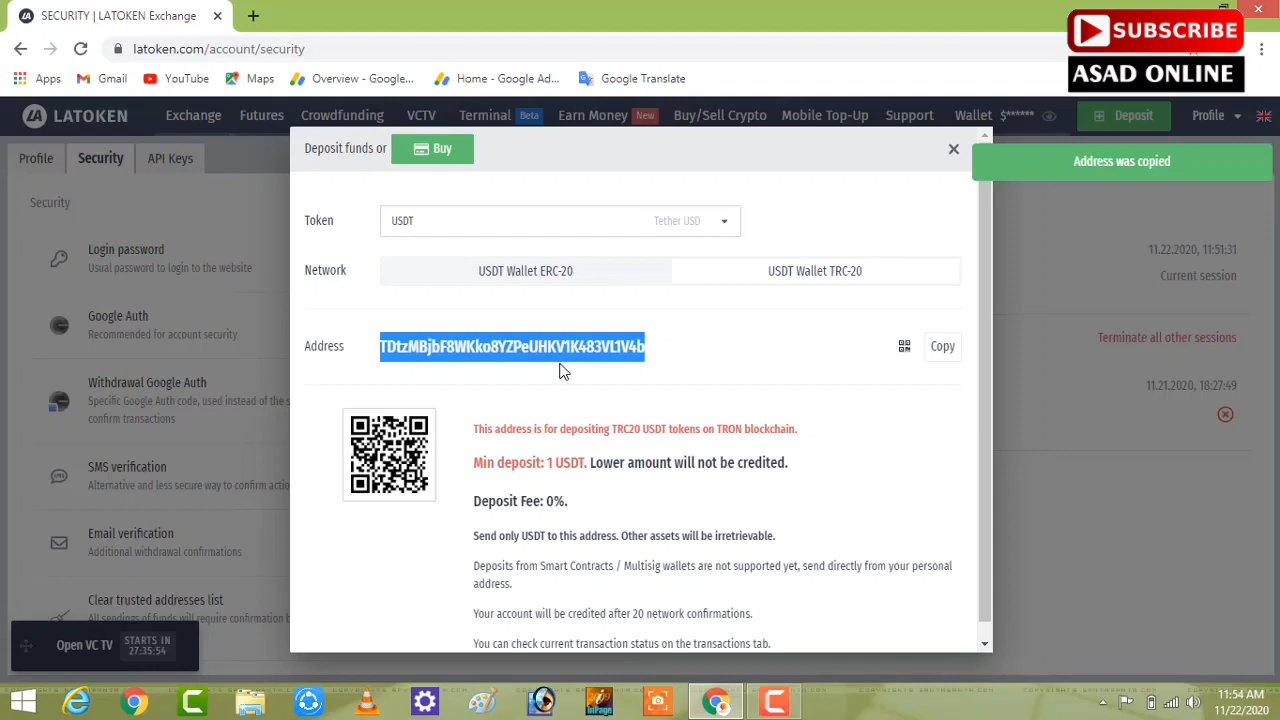 SECURITY | LATOKEN Exchange
SUBSCRIBE
ASAD ONLINE
latoken.com/account/security
Apps
Gmail
YouTube
Maps
Overview - Google...
Home - Google Ad...
Google Translate
LATOKEN
Exchange
Futures
Crowdfunding
VCTV
Terminal Beta
Earn Money New
Buy/Sell Crypto
Mobile Top-Up
Support
Wallet $******
Deposit
Profile
Profile
Security
API Keys
Deposit funds or Buy
Address was copied
Security
Login password
Usual password to login to the website
Google Auth
Recommended for account security
Withdrawal Google Auth
Specific Google Auth code, used instead of the s
confirm transactions
SMS verification
Alternative and less secure way to confirm actio
Email verification
Additional withdrawal confirmations
Clear trusted addresses list
All sendings of funds will require confirmation
Open VC TV
STARTS IN
27:35:54
Token
USDT
Tether USD
Network
USDT Wallet ERC-20
USDT Wallet TRC-20
Address
TDtzMBjbF8WKko8YZPeUHKV1K483VL1V4b
Copy
This address is for depositing TRC20 USDT tokens on TRON blockchain.
Min deposit: 1 USDT. Lower amount will not be credited.
Deposit Fee: 0%.
Send only USDT to this address. Other assets will be irretrievable.
Deposits from Smart Contracts / Multisig wallets are not supported yet, send directly from your personal
address.
Your account will be credited after 20 network confirmations.
You can check current transaction status on the transactions tab.
11.22.2020, 11:51:31
Current session
Terminate all other sessions
11.21.2020, 18:27:49
InPage
11:54 AM
11/22/2020